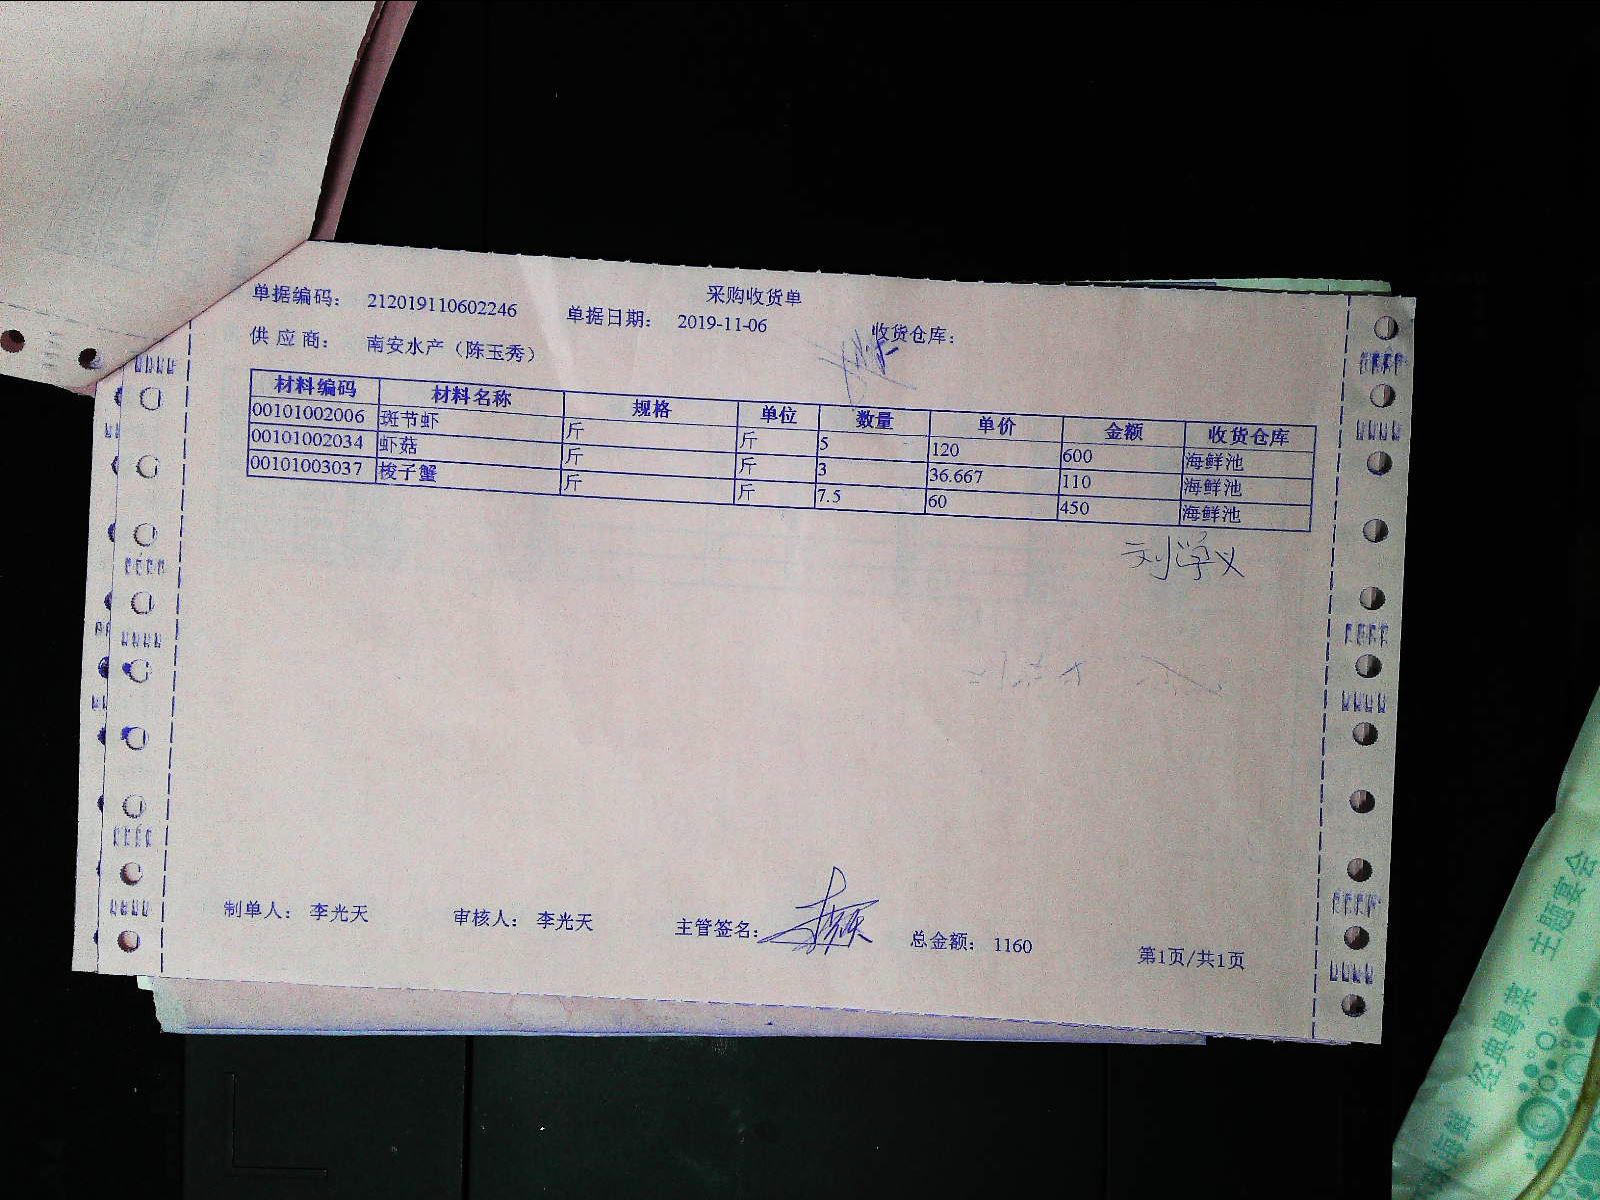 采购收货单
单据编码： 212019110602246 单据日期： 2019-11-06 收货仓库：
供 应 商： 南安水产（陈玉秀）
材料编码 材料名称 规格 单位 数量 单价 金额 收货仓库
00101002006 斑节虾 斤 斤 5 120 600 海鲜池
00101002034 虾菇 斤 斤 3 36.667 110 海鲜池
00101003037 梭子蟹 斤 斤 7.5 60 450 海鲜池
刘学义
制单人： 李光天 审核人： 李光天 主管签名： 总金额： 1160 第1页/共1页
主题宴会
经典粤菜
海鲜